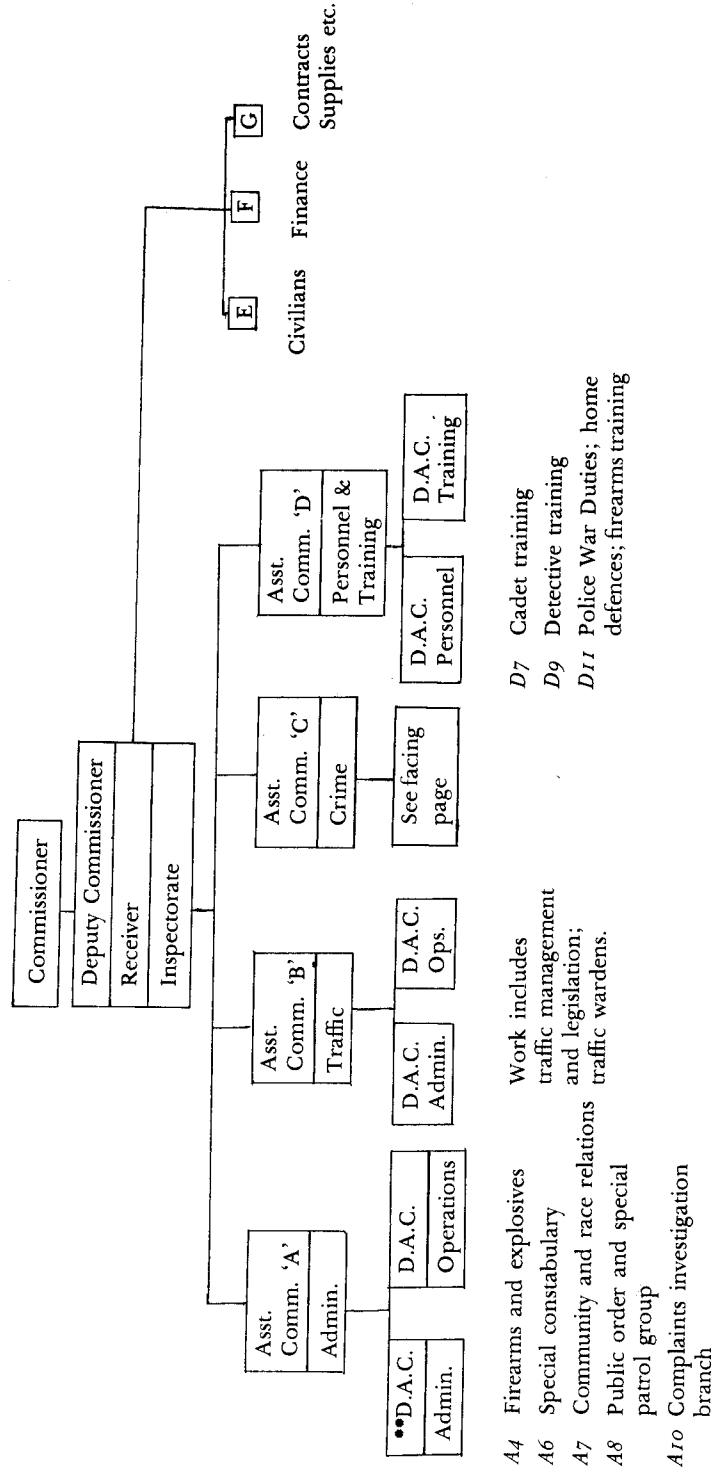 Commissioner
Deputy Commissioner
Receiver
Inspectorate
E
F
G
Civilians
Finance
Contracts
Supplies etc.
Asst.
Comm. ‘A’
Admin.
Asst.
Comm. ‘B’
Traffic
Asst.
Comm. ‘C’
Crime
Asst.
Comm. ‘D’
Personnel &
Training
**D.A.C.
Admin.
D.A.C.
Operations
D.A.C.
Admin.
D.A.C.
Ops.
See facing
page
D.A.C.
Personnel
D.A.C.
Training
A4 Firearms and explosives
A6 Special constabulary
A7 Community and race relations
A8 Public order and special
patrol group
A10 Complaints investigation
branch
Work includes
traffic management
and legislation;
traffic wardens.
D7 Cadet training
D9 Detective training
D11 Police War Duties; home
defences; firearms training